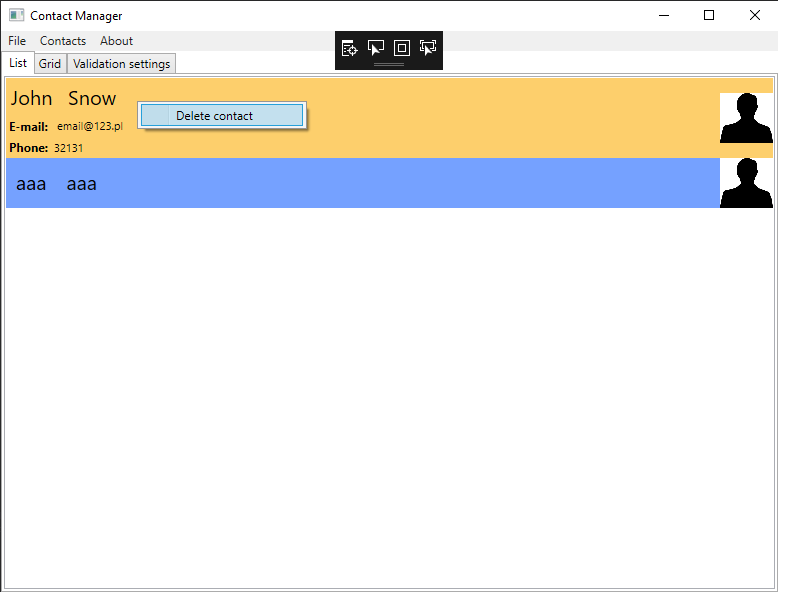 Contact Manager
File Contacts About
List Grid Validation settings
John Snow
Delete contact
E-mail: email@123.pl
Phone: 32131
aaa aaa